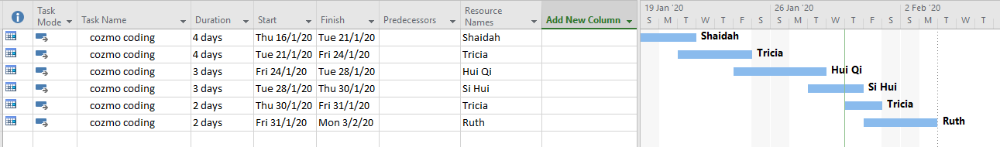 Task Mode Task Name Duration Start Finish Predecessors Resource Names Add New Column
19 Jan '20 26 Jan '20 2 Feb '20
S M T W T F S S M T W T F S S M T W T
cozmo coding 4 days Thu 16/1/20 Tue 21/1/20 Shaidah Shaidah
cozmo coding 4 days Tue 21/1/20 Fri 24/1/20 Tricia Tricia
cozmo coding 3 days Fri 24/1/20 Tue 28/1/20 Hui Qi Hui Qi
cozmo coding 3 days Tue 28/1/20 Thu 30/1/20 Si Hui Si Hui
cozmo coding 2 days Thu 30/1/20 Fri 31/1/20 Tricia Tricia
cozmo coding 2 days Fri 31/1/20 Mon 3/2/20 Ruth Ruth